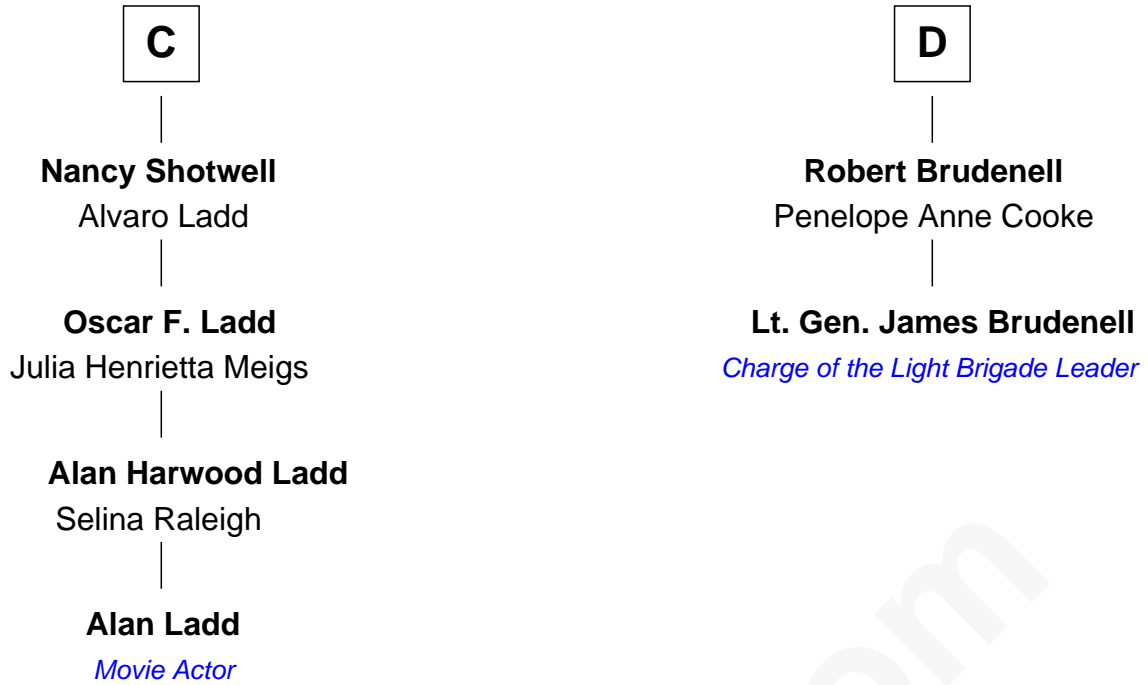 C
Nancy Shotwell
Alvaro Ladd
Oscar F. Ladd
Julia Henrietta Meigs
Alan Harwood Ladd
Selina Raleigh
Alan Ladd
Movie Actor
D
Robert Brudenell
Penelope Anne Cooke
Lt. Gen. James Brudenell
Charge of the Light Brigade Leader
om